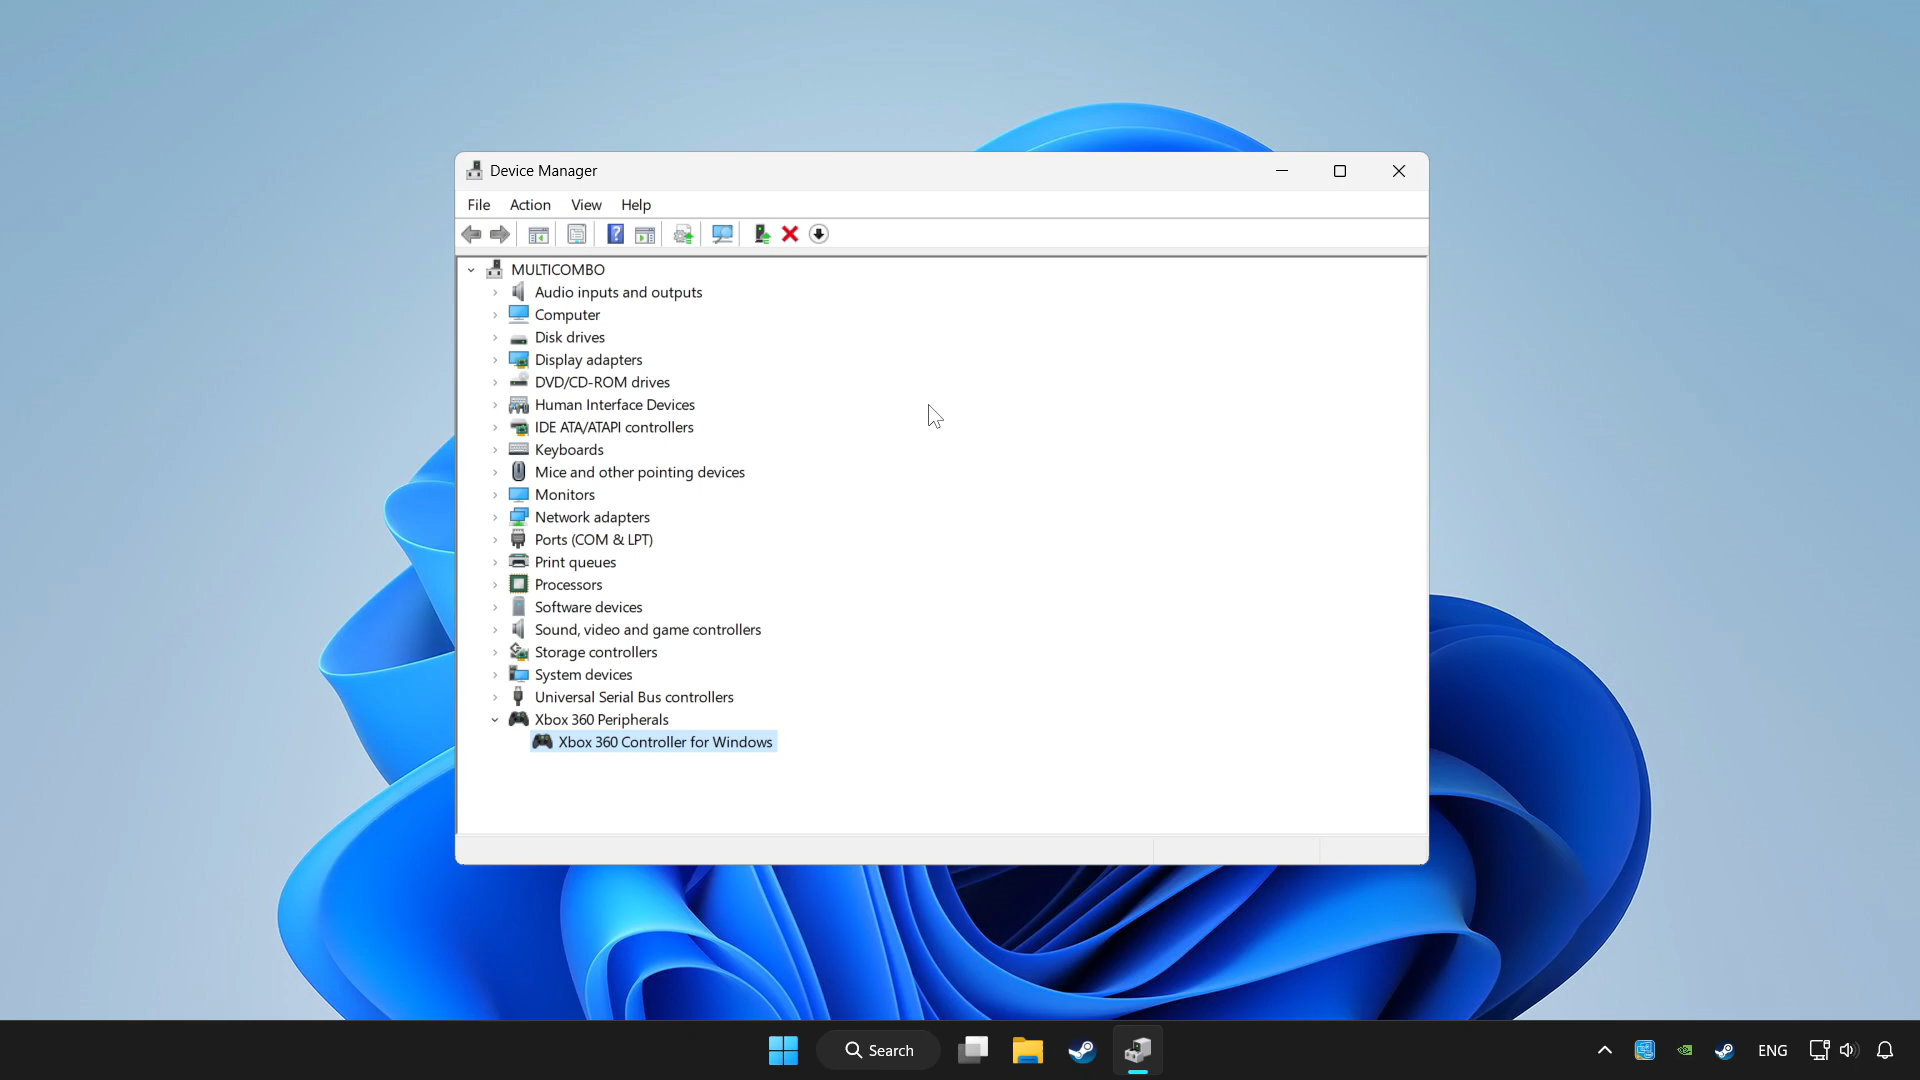 Device Manager
File Action View Help
MULTICOMBO
Audio inputs and outputs
Computer
Disk drives
Display adapters
DVD/CD-ROM drives
Human Interface Devices
IDE ATA/ATAPI controllers
Keyboards
Mice and other pointing devices
Monitors
Network adapters
Ports (COM & LPT)
Print queues
Processors
Software devices
Sound, video and game controllers
Storage controllers
System devices
Universal Serial Bus controllers
Xbox 360 Peripherals
Xbox 360 Controller for Windows
Search
ENG